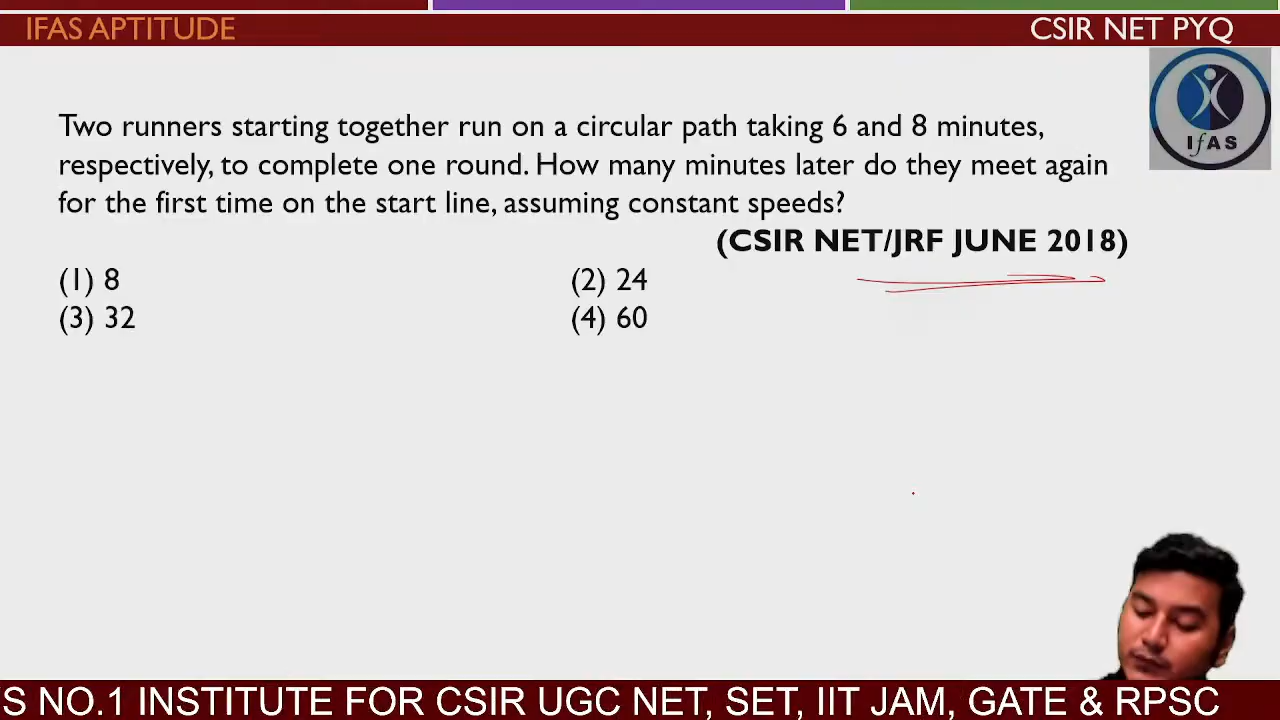 IFAS APTITUDE
CSIR NET PYQ
IfAS
Two runners starting together run on a circular path taking 6 and 8 minutes,
respectively, to complete one round. How many minutes later do they meet again
for the first time on the start line, assuming constant speeds?
(CSIR NET/JRF JUNE 2018)
(1) 8
(2) 24
(3) 32
(4) 60
'S NO.1 INSTITUTE FOR CSIR UGC NET, SET, IIT JAM, GATE & RPSC